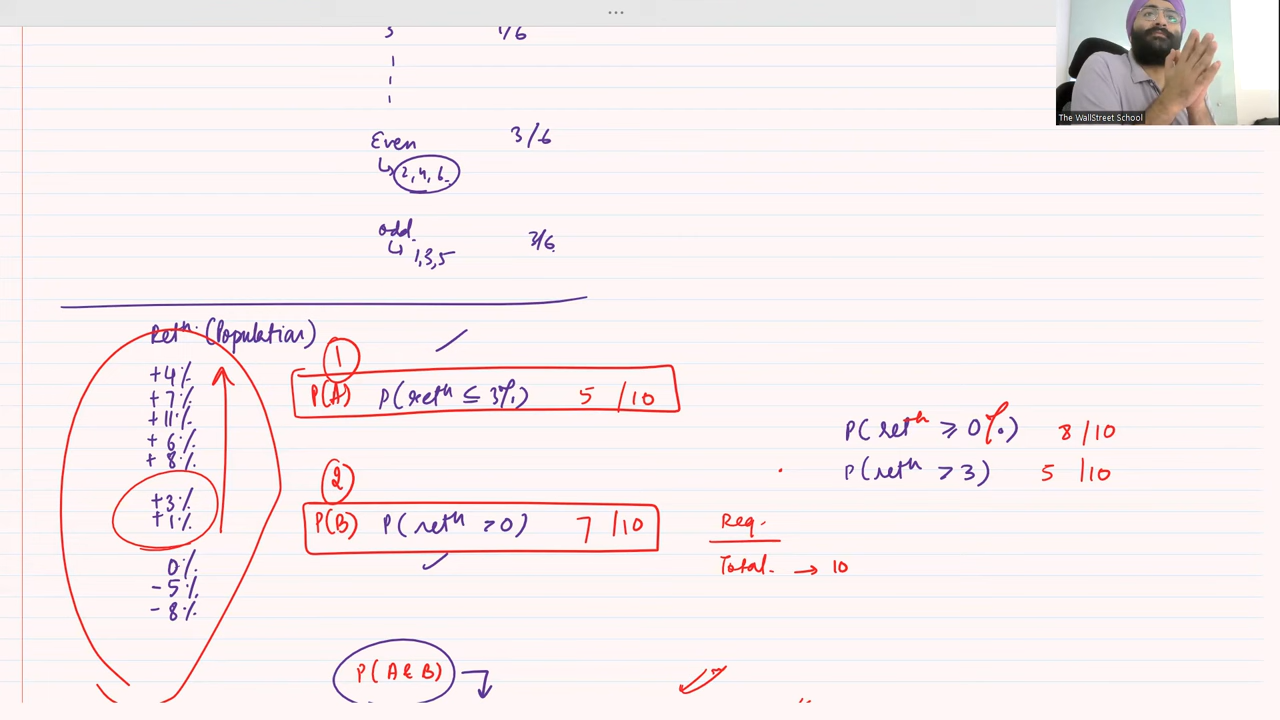 1/6
Even 3/6
↳ 2, 4, 6
odd. 3/6
↳ 1, 3, 5
The WallStreet School
Retn. (Population)
+4%
+7%
+11%
+6%
+8%
+3%
+1%
0%
-5%
-8%
1
P(A) P(retn ≤ 3%) 5 /10
2
P(B) P(retn >0) 7 /10
P(retn ≥ 0%) 8 /10
P(retn > 3) 5 /10
Req.
Total. → 10
P(A & B)